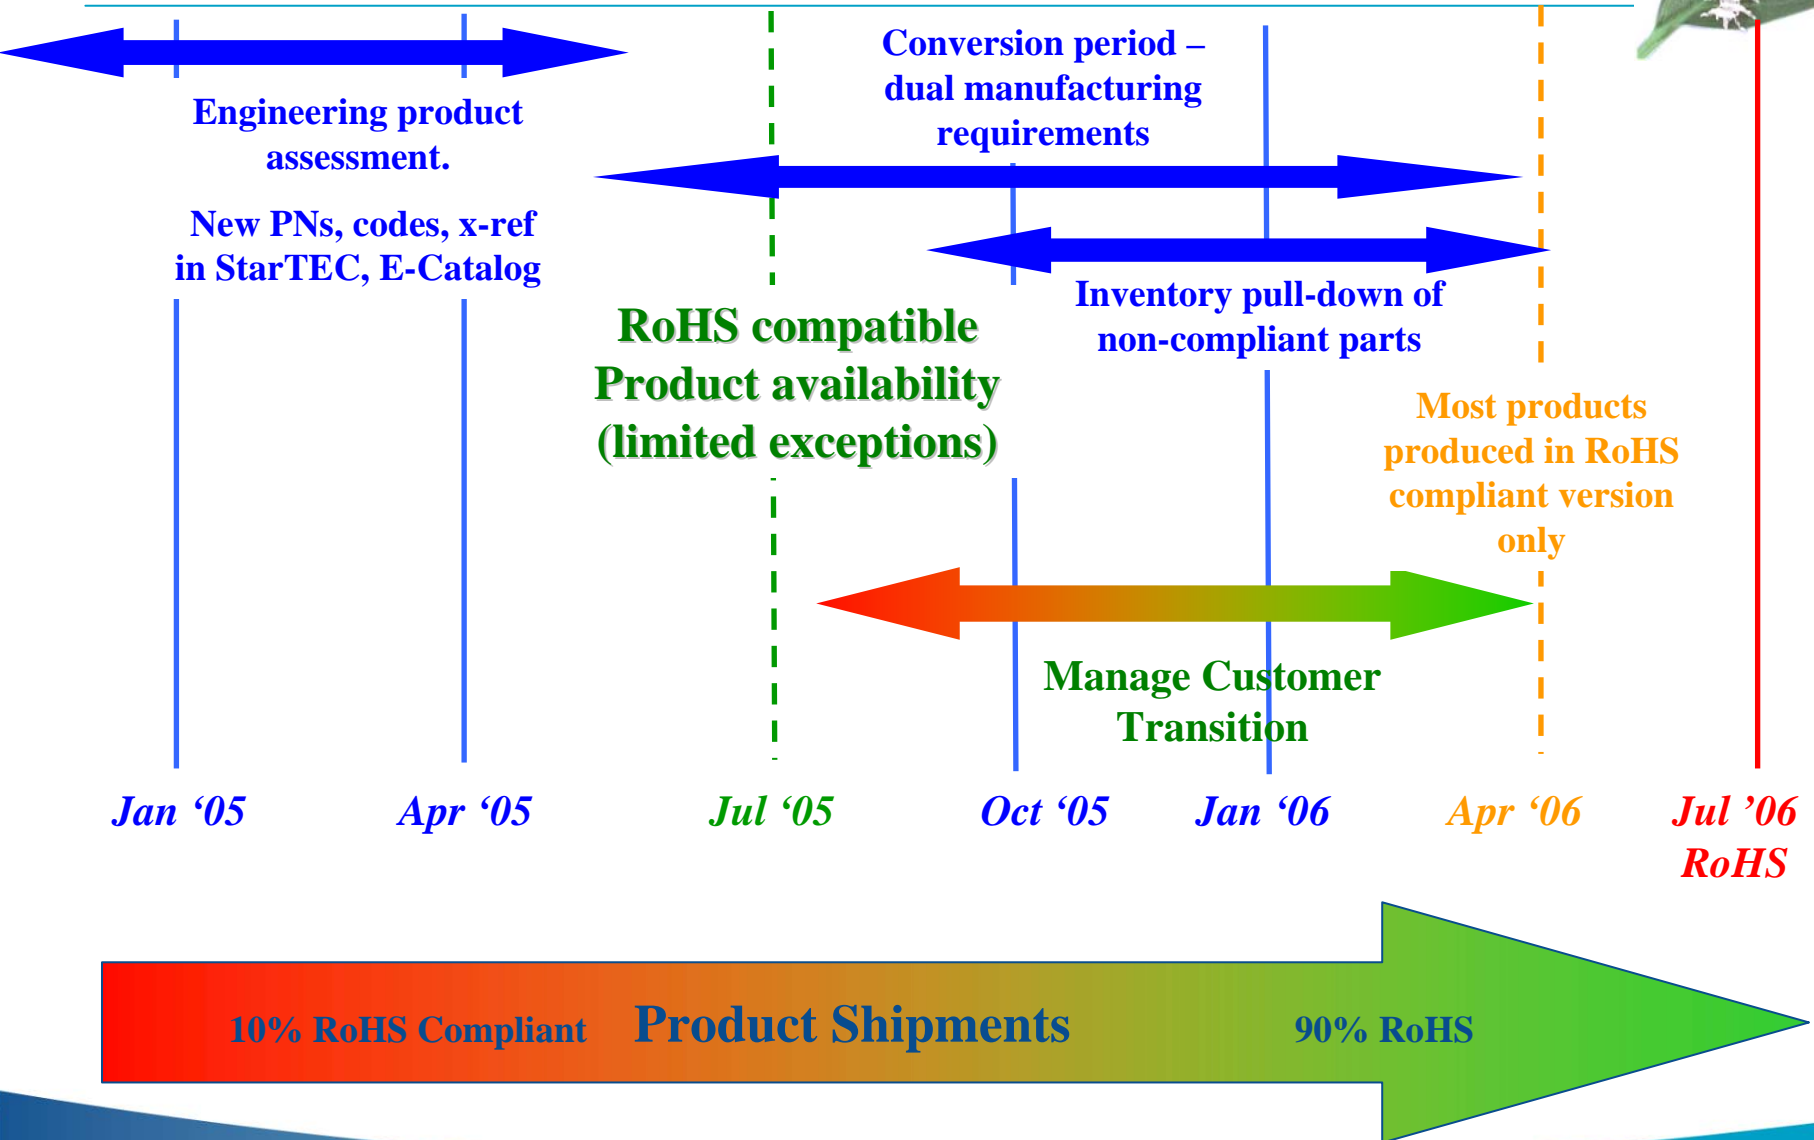 Conversion period –
dual manufacturing
requirements
Engineering product
assessment.
New PNs, codes, x-ref
in StarTEC, E-Catalog
Inventory pull-down of
non-compliant parts
RoHS compatible
Product availability
(limited exceptions)
Most products
produced in RoHS
compliant version
only
Manage Customer
Transition
Jan ‘05 Apr ‘05 Jul ‘05 Oct ‘05 Jan ‘06 Apr ‘06 Jul ’06
RoHS
10% RoHS Compliant Product Shipments 90% RoHS